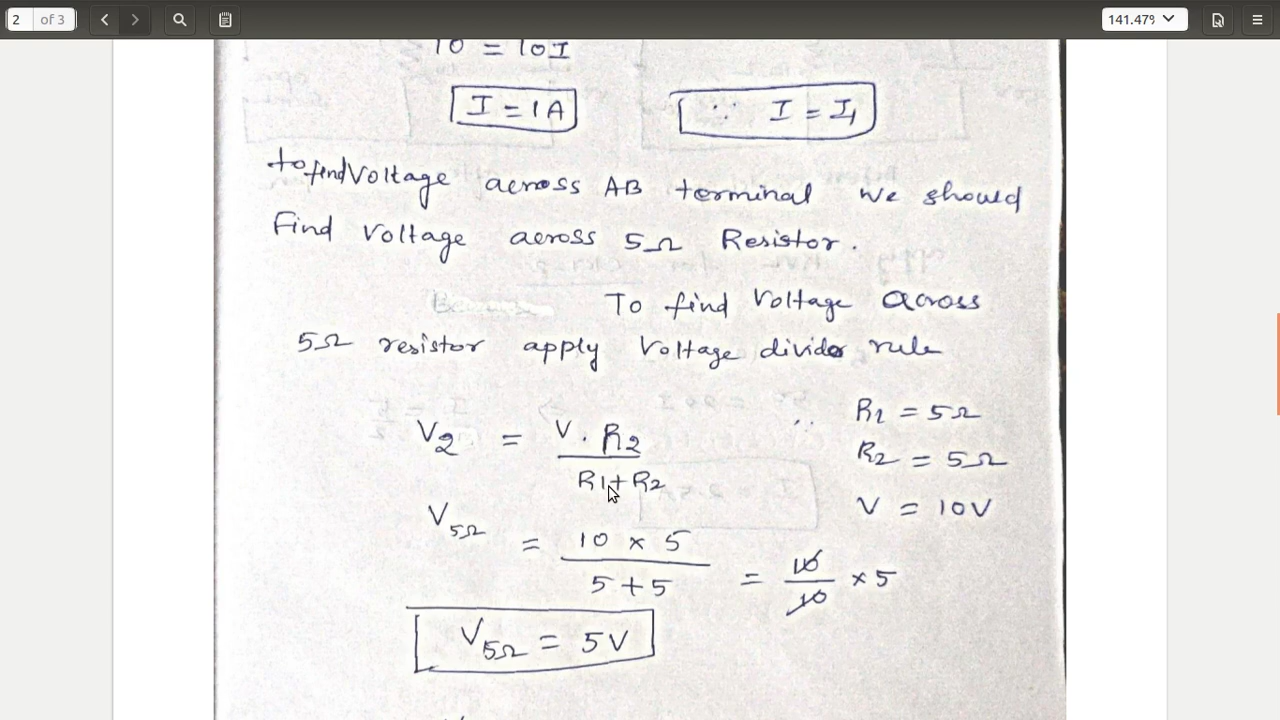 2 of 3
141.47%
10 = 10I
I = 1A
∵ I = I1
to find Voltage across AB terminal we should
Find voltage across 5Ω Resistor.
To find Voltage across
5Ω resistor apply Voltage divider rule
V2 = V . R2 / R1 + R2
∵ R1 = 5Ω
R2 = 5Ω
V = 10V
V5Ω = 10 × 5 / 5 + 5 = 10 / 10 × 5
V5Ω = 5V